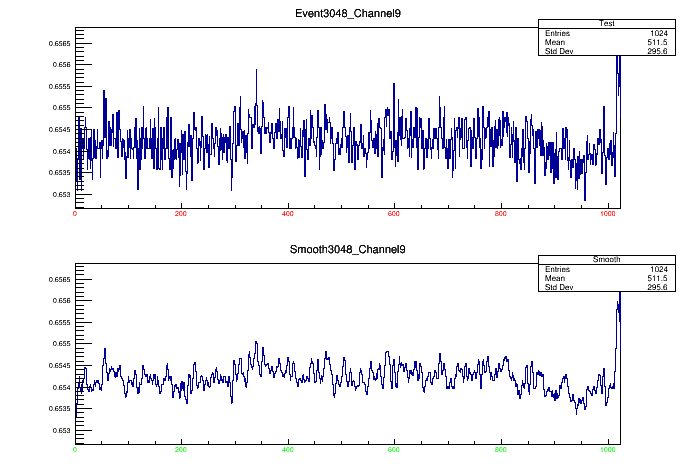 Event3048_Channel9
Test
Entries 1024
Mean 511.5
Std Dev 295.6
0.6565
0.656
0.6555
0.655
0.6545
0.654
0.6535
0.653
0 200 400 600 800 1000
Smooth3048_Channel9
Smooth
Entries 1024
Mean 511.5
Std Dev 295.6
0.6565
0.656
0.6555
0.655
0.6545
0.654
0.6535
0.653
0 200 400 600 800 1000